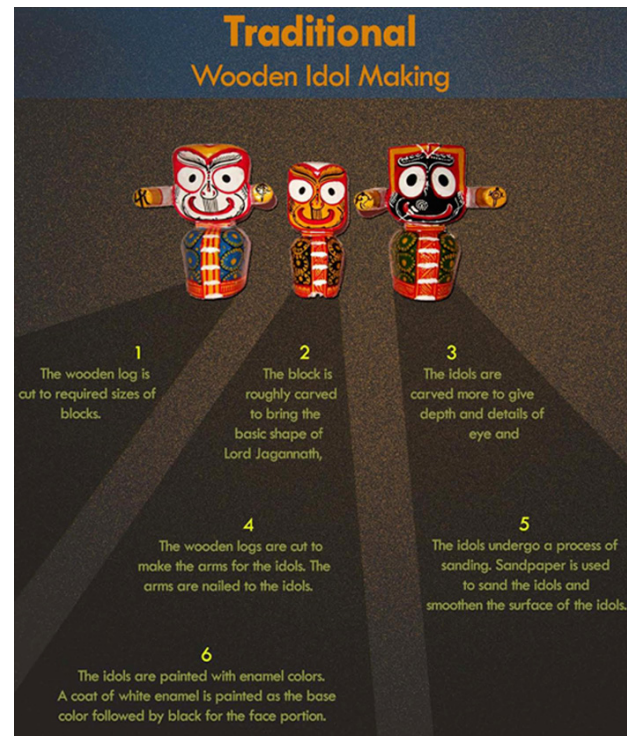 Traditional
Wooden Idol Making
1
The wooden log is
cut to required sizes of
blocks.
2
The block is
roughly carved
to bring the
basic shape of
Lord Jagannath,
3
The idols are
carved more to give
depth and details of
eye and
4
The wooden logs are cut to
make the arms for the idols. The
arms are nailed to the idols.
5
The idols undergo a process of
sanding. Sandpaper is used
to sand the idols and
smoothen the surface of the idols.
6
The idols are painted with enamel colors.
A coat of white enamel is painted as the base
color followed by black for the face portion.